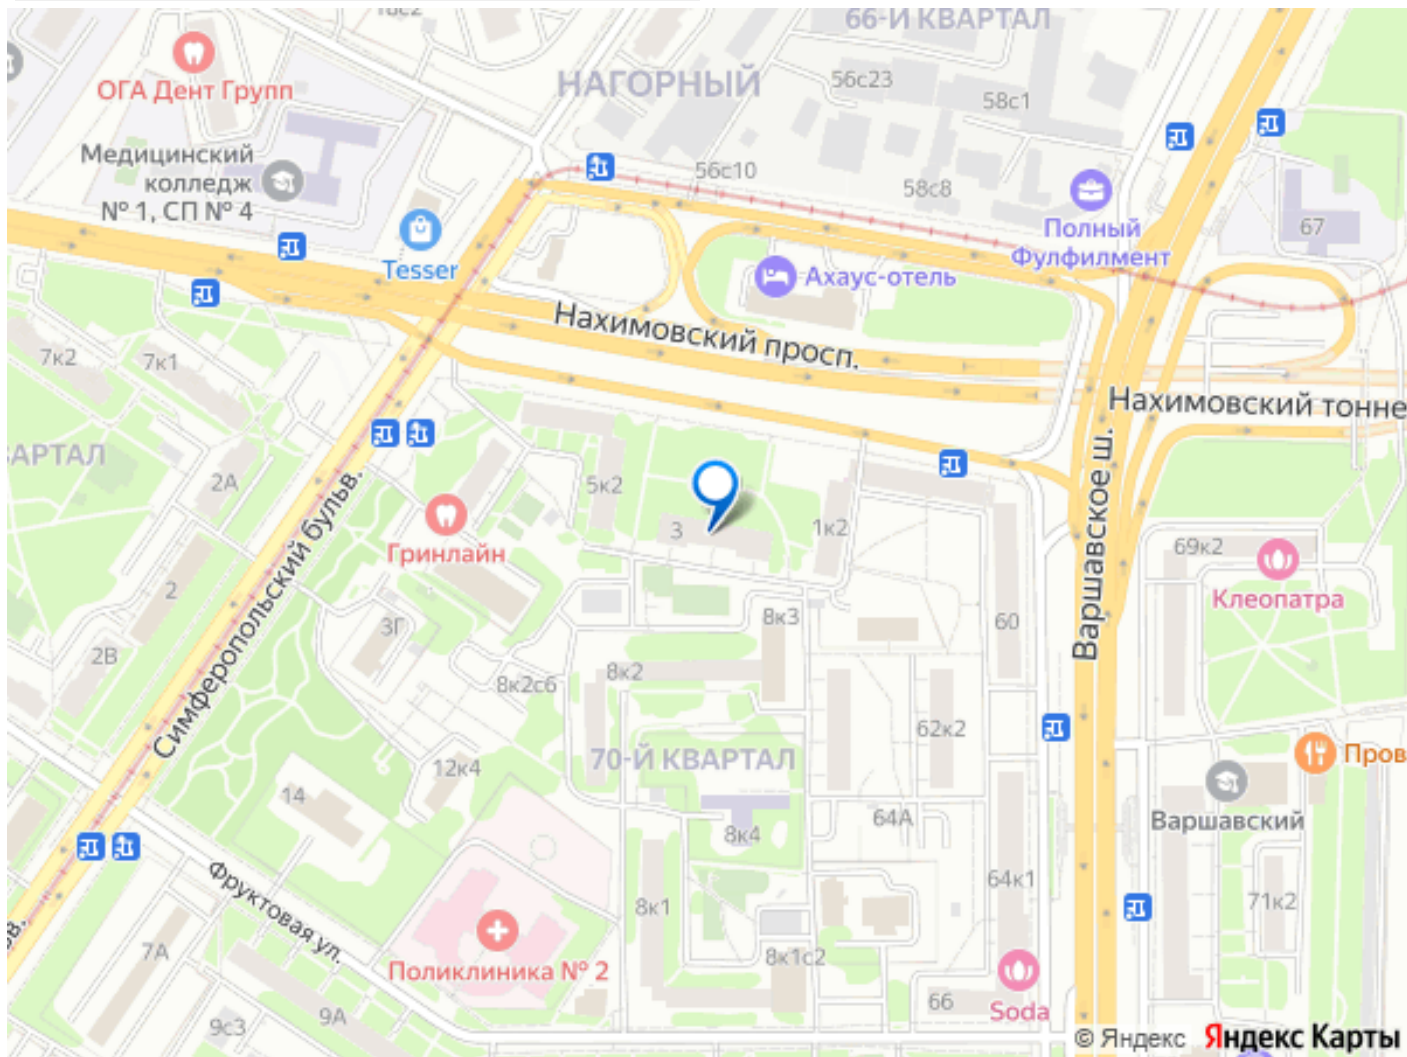 66-Й КВАРТАЛ
НАГОРНЫЙ
56с23
58с1
ОГА Дент Групп
Медицинский
колледж
№ 1, СП № 4
56с10
58с8
Полный
Фулфилмент
67
Tesser
Ахаус-отель
Нахимовский просп.
7к2
7к1
Нахимовский тонне
АРТАЛ
2А
5к2
3
1к2
Варшавское ш.
69к2
Гринлайн
Клеопатра
Симферопольский бульв.
2
3Г
8к3
60
2В
8к2с6
8к2
62к2
70-Й КВАРТАЛ
Пров
12к4
14
8к4
64А
Варшавский
Фруктовая ул.
64к1
8к1
71к2
7А
Поликлиника № 2
8к1с2
9с3
9А
66
Soda
© Яндекс Яндекс Карты